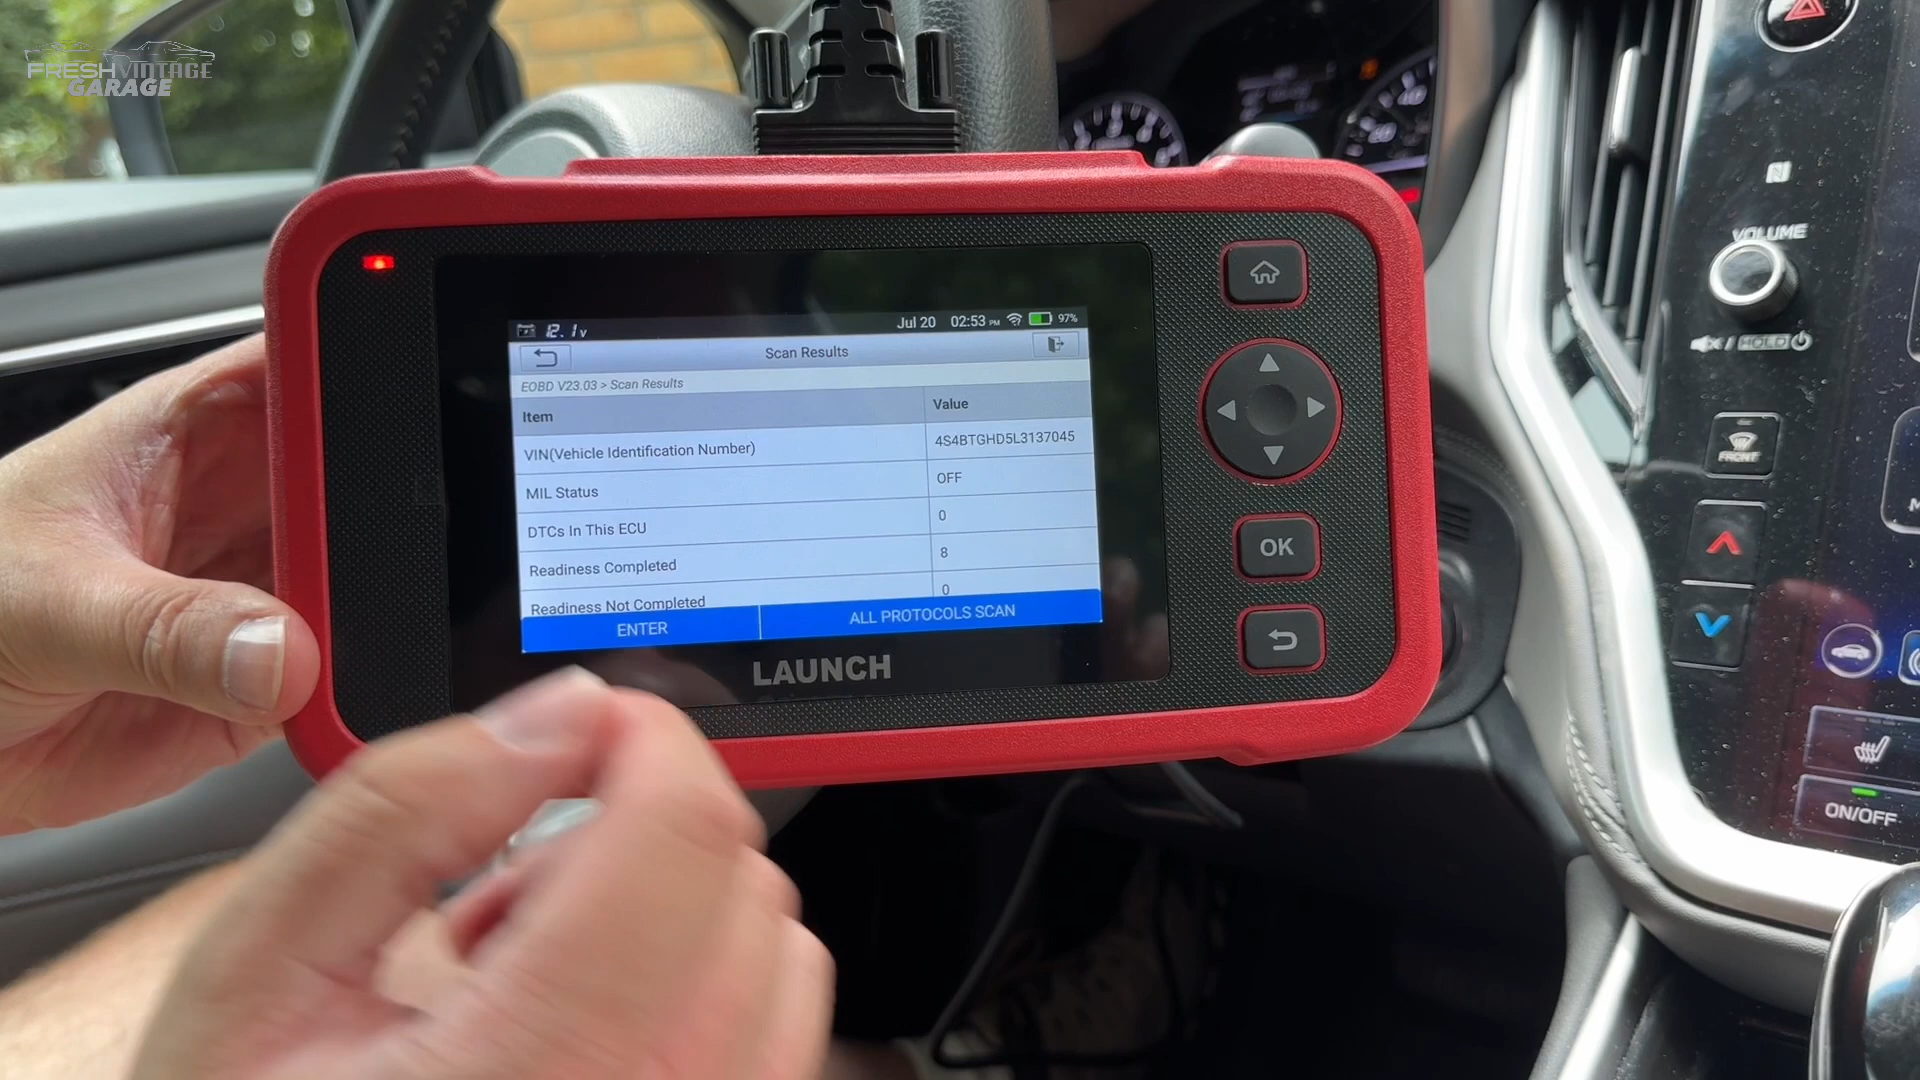 FRESHVINTAGE
GARAGE
12.1v
Jul 20 02:53 PM 97%
Scan Results
EOBD V23.03 > Scan Results
Item Value
VIN(Vehicle Identification Number) 4S4BTGHD5L3137045
MIL Status OFF
DTCs In This ECU 0
Readiness Completed 8
Readiness Not Completed 0
ENTER ALL PROTOCOLS SCAN
LAUNCH
OK
VOLUME
/ HOLD
FRONT
ON/OFF